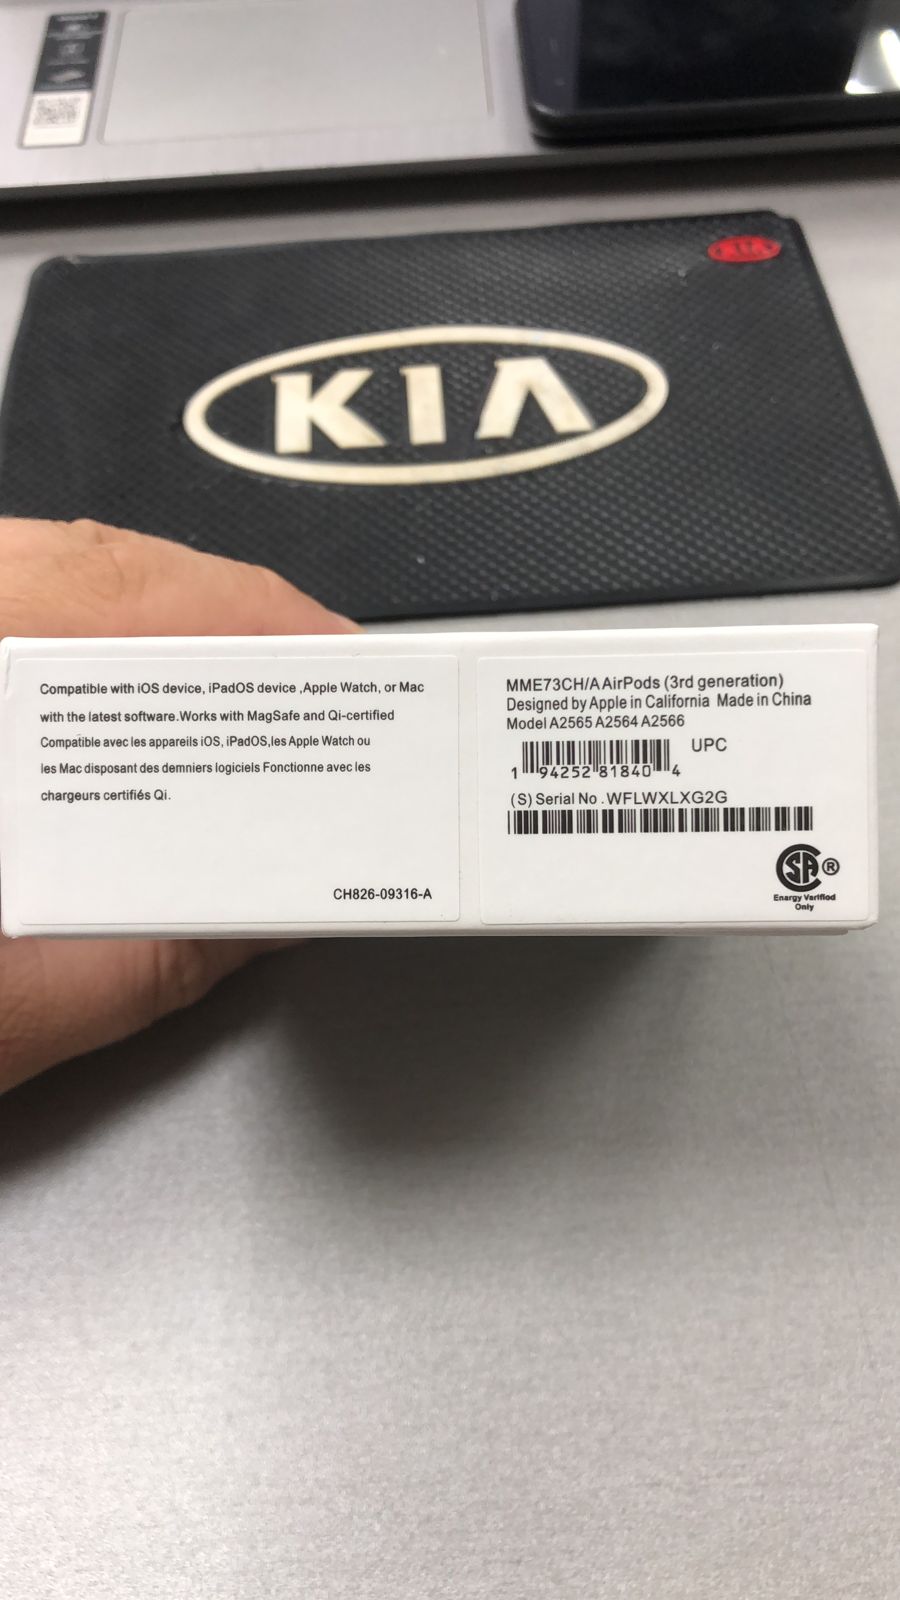 KIA
KIA
Compatible with iOS device, iPadOS device ,Apple Watch, or Mac
with the latest software.Works with MagSafe and Qi-certified
Compatible avec les appareils iOS, iPadOS,les Apple Watch ou
les Mac disposant des demniers logiciels Fonctionne avec les
chargeurs certifiés Qi.
CH826-09316-A
MME73CH/A AirPods (3rd generation)
Designed by Apple in California Made in China
Model A2565 A2564 A2566
UPC
1 94252 81840 4
(S) Serial No .WFLWXLXG2G
SA ®
Enargy Varifiod
Only